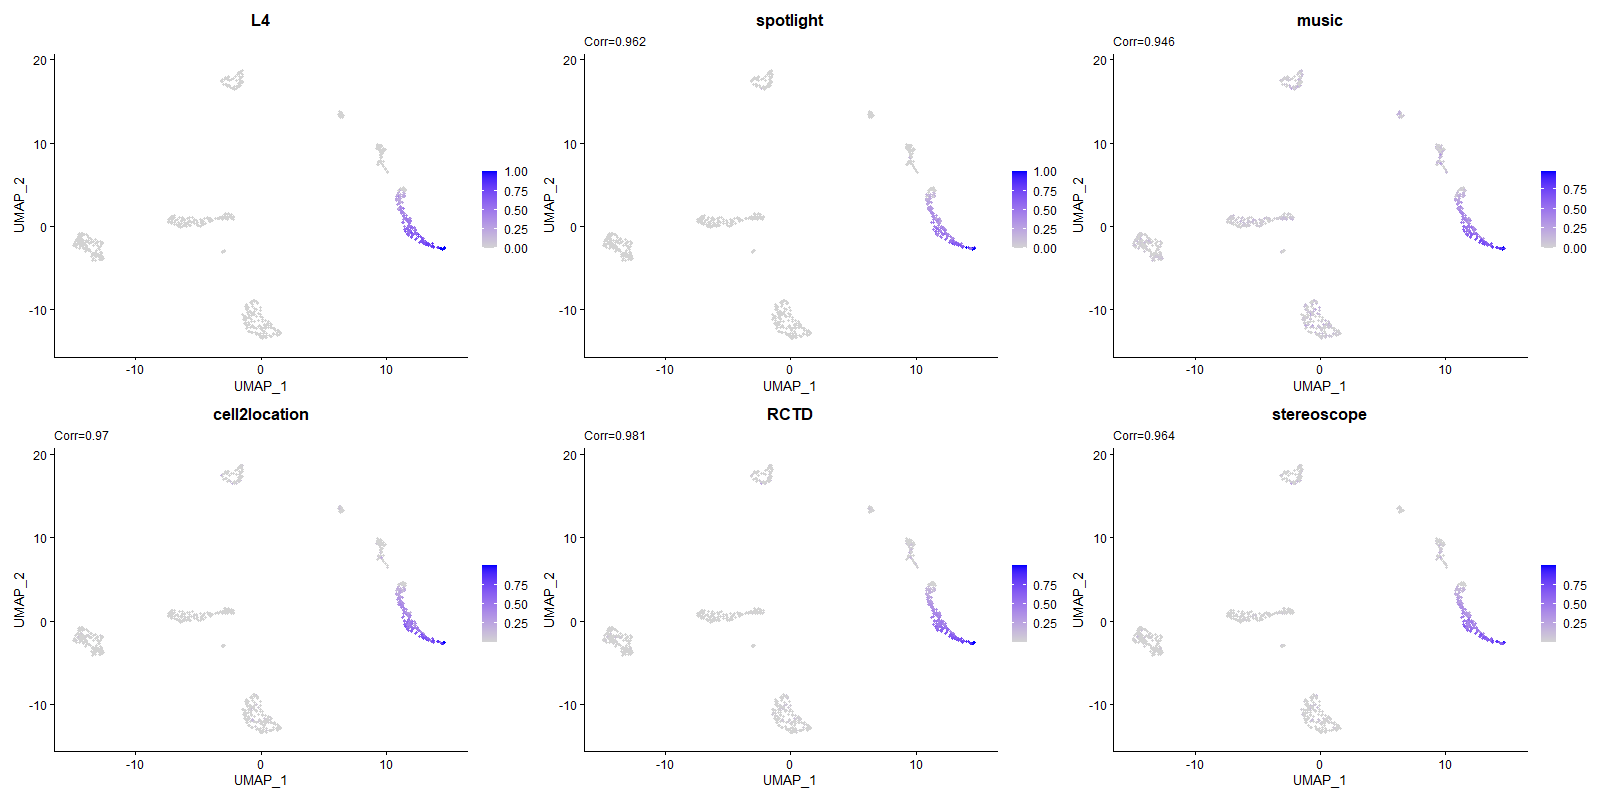 L4
20
10
0
-10
UMAP_2
-10
0
10
UMAP_1
1.00
0.75
0.50
0.25
0.00
spotlight
Corr=0.962
20
10
0
-10
UMAP_2
-10
0
10
UMAP_1
1.00
0.75
0.50
0.25
0.00
music
Corr=0.946
20
10
0
-10
UMAP_2
-10
0
10
UMAP_1
0.75
0.50
0.25
0.00
cell2location
Corr=0.97
20
10
0
-10
UMAP_2
-10
0
10
UMAP_1
0.75
0.50
0.25
RCTD
Corr=0.981
20
10
0
-10
UMAP_2
-10
0
10
UMAP_1
0.75
0.50
0.25
stereoscope
Corr=0.964
20
10
0
-10
UMAP_2
-10
0
10
UMAP_1
0.75
0.50
0.25